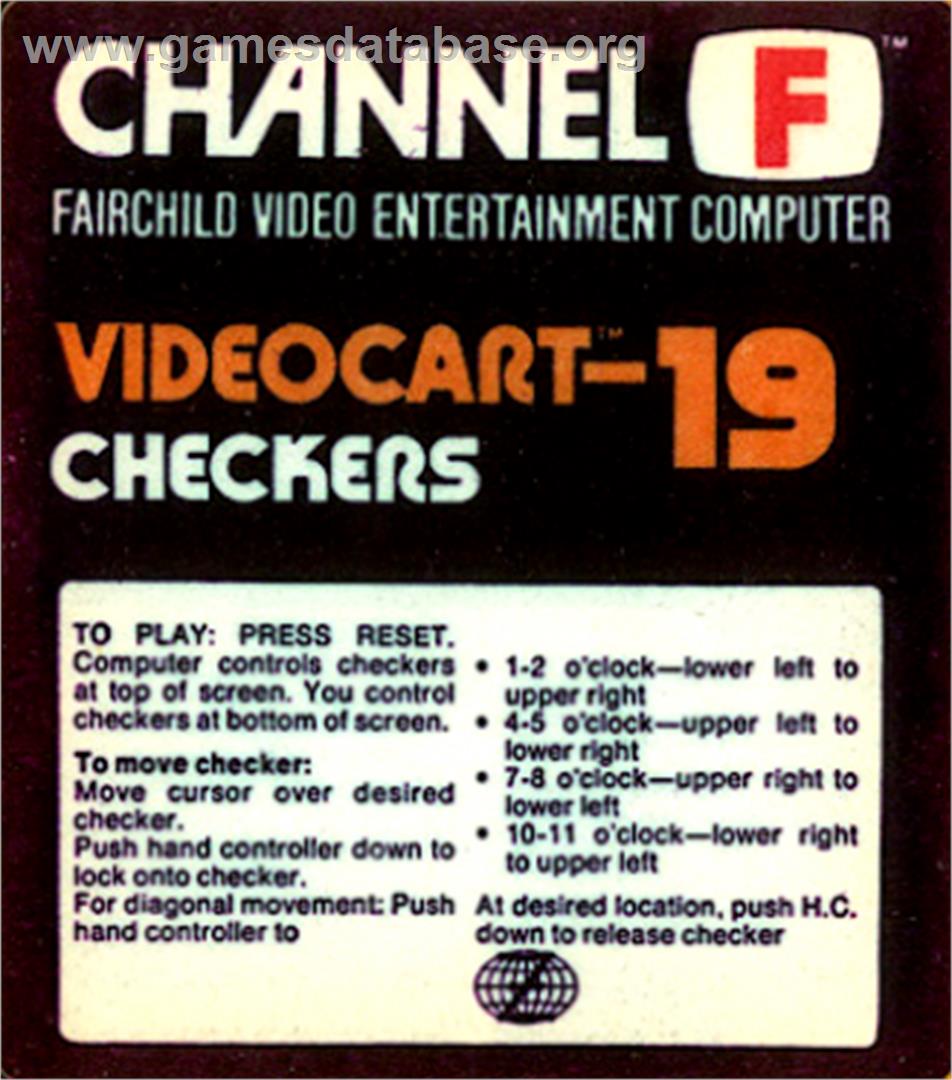 www.gamesdatabase.org
CHANNEL F™
FAIRCHILD VIDEO ENTERTAINMENT COMPUTER
VIDEOCART™-19
CHECKERS
TO PLAY: PRESS RESET.
Computer controls checkers
at top of screen. You control
checkers at bottom of screen.
To move checker:
Move cursor over desired
checker.
Push hand controller down to
lock onto checker.
For diagonal movement: Push
hand controller to
• 1-2 o'clock—lower left to
upper right
• 4-5 o'clock—upper left to
lower right
• 7-8 o'clock—upper right to
lower left
• 10-11 o'clock—lower right
to upper left
At desired location, push H.C.
down to release checker